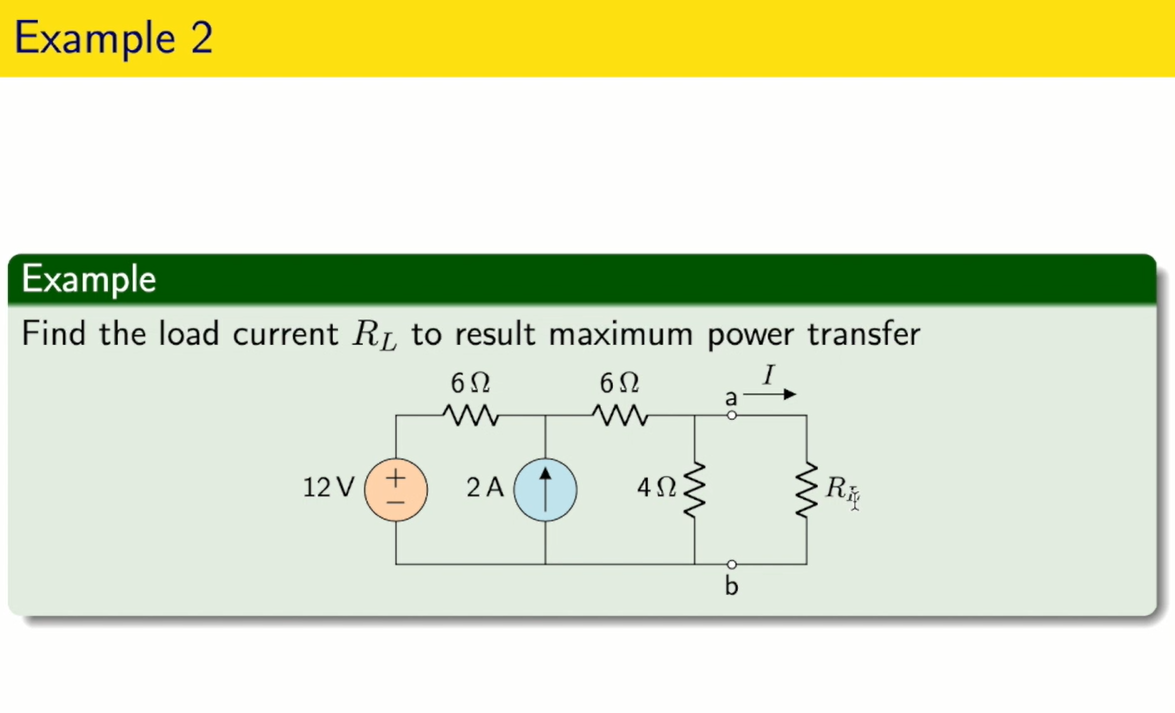 Example 2
Example
Find the load current R_L to result maximum power transfer
6 Ω
6 Ω
I
a
12 V
+
−
2 A
4 Ω
R_L
b